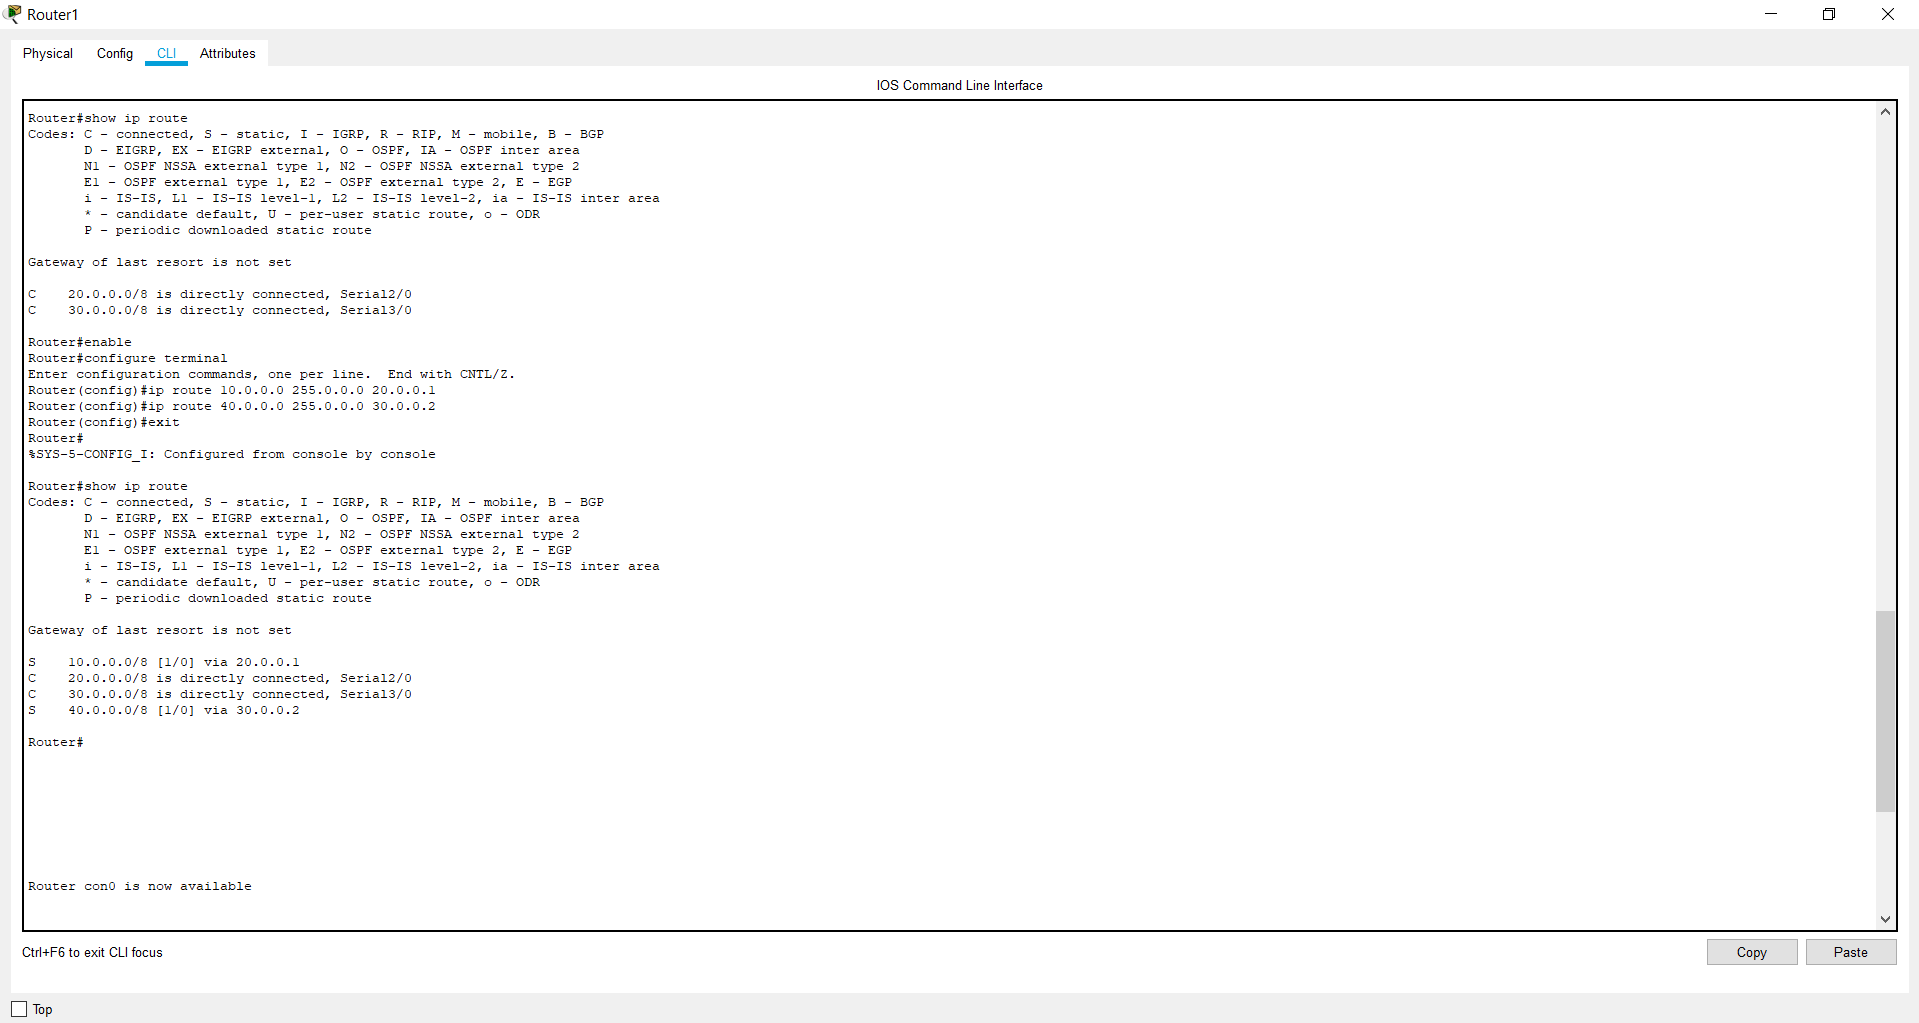 Router1
Physical Config CLI Attributes
IOS Command Line Interface
Router#show ip route
Codes: C - connected, S - static, I - IGRP, R - RIP, M - mobile, B - BGP
       D - EIGRP, EX - EIGRP external, O - OSPF, IA - OSPF inter area
       N1 - OSPF NSSA external type 1, N2 - OSPF NSSA external type 2
       E1 - OSPF external type 1, E2 - OSPF external type 2, E - EGP
       i - IS-IS, L1 - IS-IS level-1, L2 - IS-IS level-2, ia - IS-IS inter area
       * - candidate default, U - per-user static route, o - ODR
       P - periodic downloaded static route
Gateway of last resort is not set
C    20.0.0.0/8 is directly connected, Serial2/0
C    30.0.0.0/8 is directly connected, Serial3/0
Router#enable
Router#configure terminal
Enter configuration commands, one per line.  End with CNTL/Z.
Router(config)#ip route 10.0.0.0 255.0.0.0 20.0.0.1
Router(config)#ip route 40.0.0.0 255.0.0.0 30.0.0.2
Router(config)#exit
Router#
%SYS-5-CONFIG_I: Configured from console by console
Router#show ip route
Codes: C - connected, S - static, I - IGRP, R - RIP, M - mobile, B - BGP
       D - EIGRP, EX - EIGRP external, O - OSPF, IA - OSPF inter area
       N1 - OSPF NSSA external type 1, N2 - OSPF NSSA external type 2
       E1 - OSPF external type 1, E2 - OSPF external type 2, E - EGP
       i - IS-IS, L1 - IS-IS level-1, L2 - IS-IS level-2, ia - IS-IS inter area
       * - candidate default, U - per-user static route, o - ODR
       P - periodic downloaded static route
Gateway of last resort is not set
S    10.0.0.0/8 [1/0] via 20.0.0.1
C    20.0.0.0/8 is directly connected, Serial2/0
C    30.0.0.0/8 is directly connected, Serial3/0
S    40.0.0.0/8 [1/0] via 30.0.0.2
Router#
Router con0 is now available
Ctrl+F6 to exit CLI focus
Copy Paste
Top